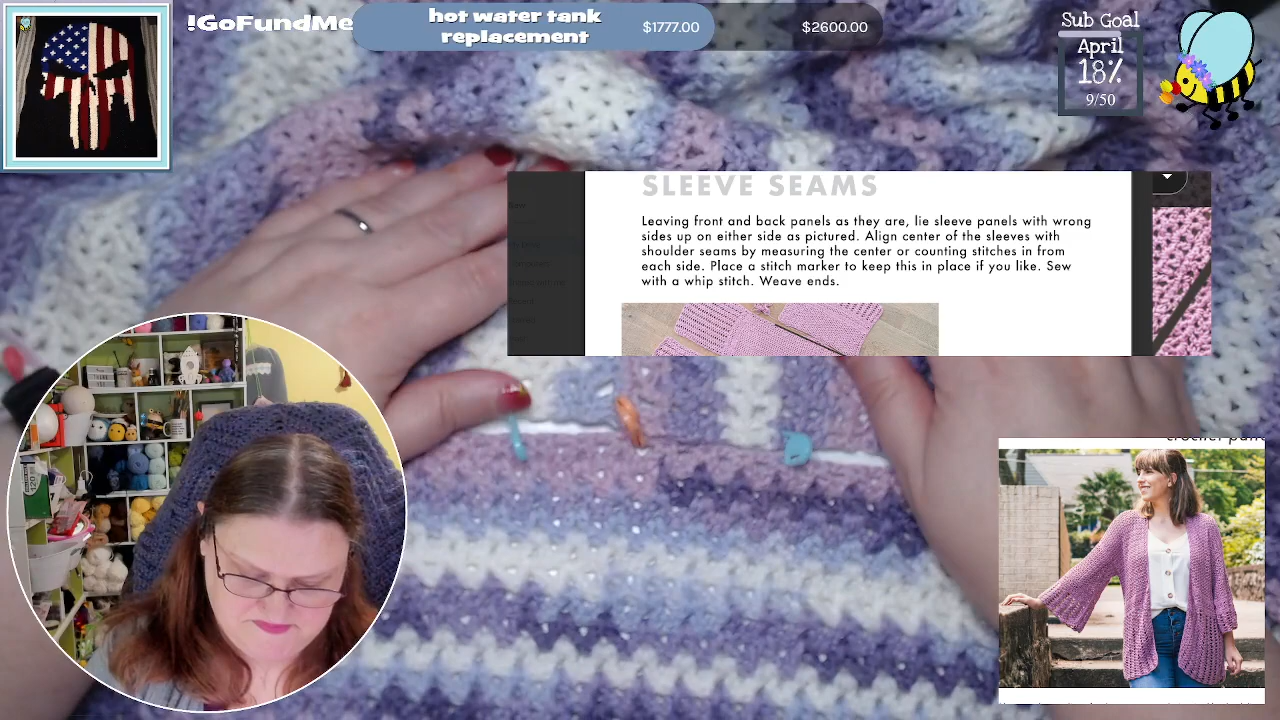 !GoFundMe
hot water tank
replacement
$1777.00
$2600.00
Sub Goal
April
18%
9/50
SLEEVE SEAMS
Leaving front and back panels as they are, lie sleeve panels with wrong
sides up on either side as pictured. Align center of the sleeves with
shoulder seams by measuring the center or counting stitches in from
each side. Place a stitch marker to keep this in place if you like. Sew
with a whip stitch. Weave ends.